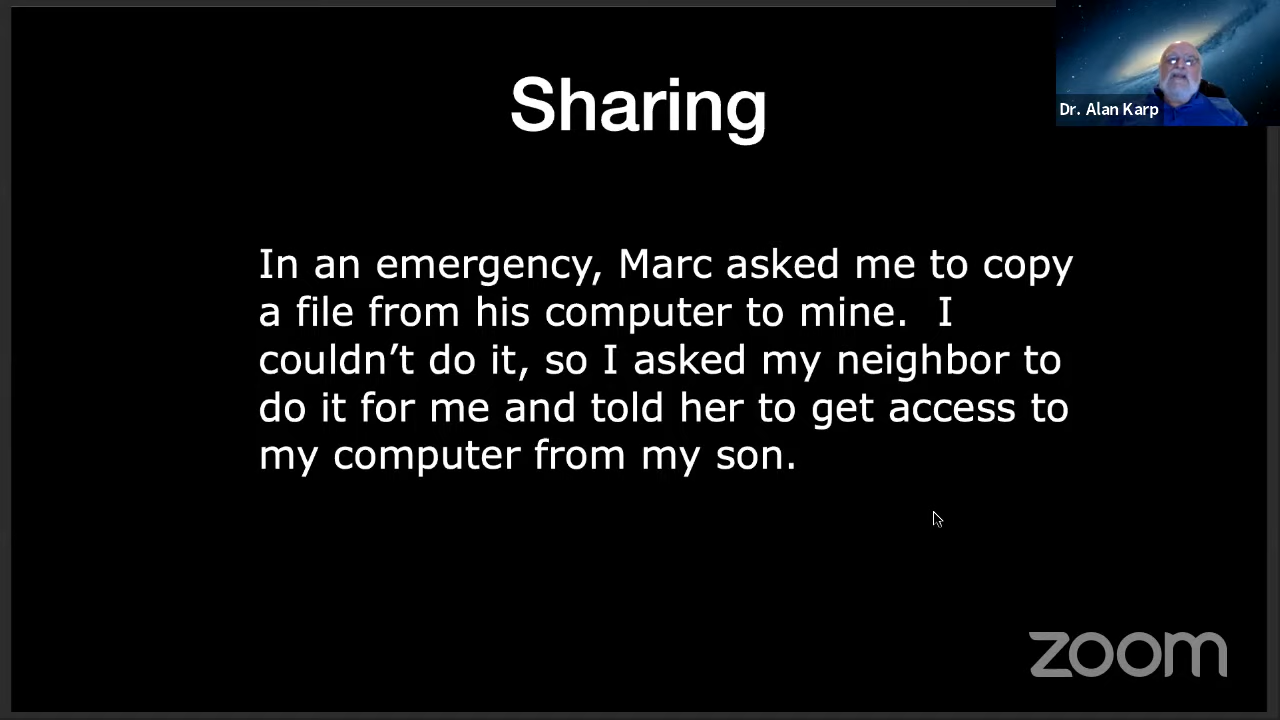 Sharing
Dr. Alan Karp
In an emergency, Marc asked me to copy
a file from his computer to mine.  I
couldn’t do it, so I asked my neighbor to
do it for me and told her to get access to
my computer from my son.
zoom